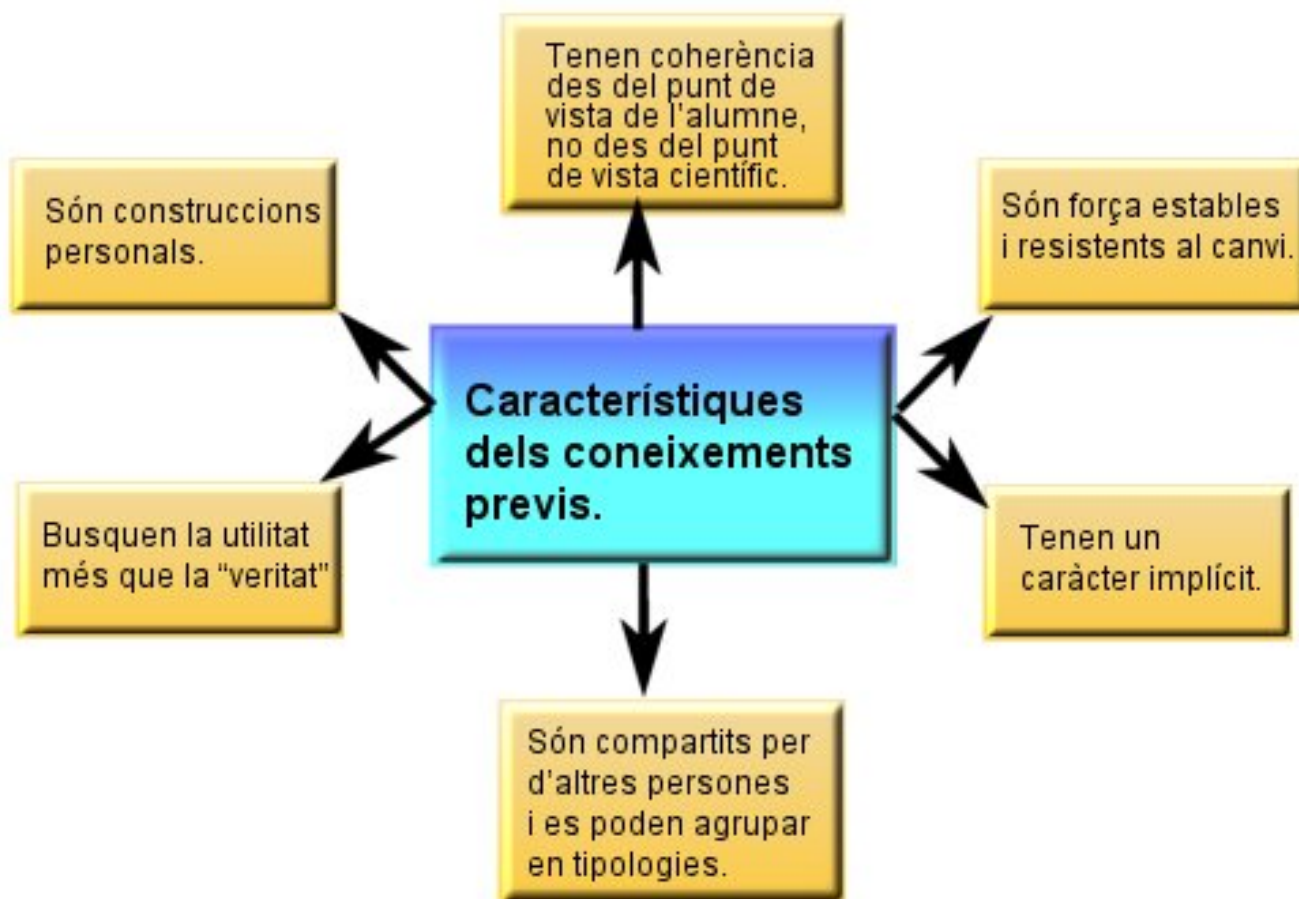 Tenen coherència
des del punt de
vista de l'alumne,
no des del punt
de vista científic.
Són construccions
personals.
Són força estables
i resistents al canvi.
Característiques
dels coneixements
previs.
Busquen la utilitat
més que la “veritat”
Tenen un
caràcter implícit.
Són compartits per
d'altres persones
i es poden agrupar
en tipologies.